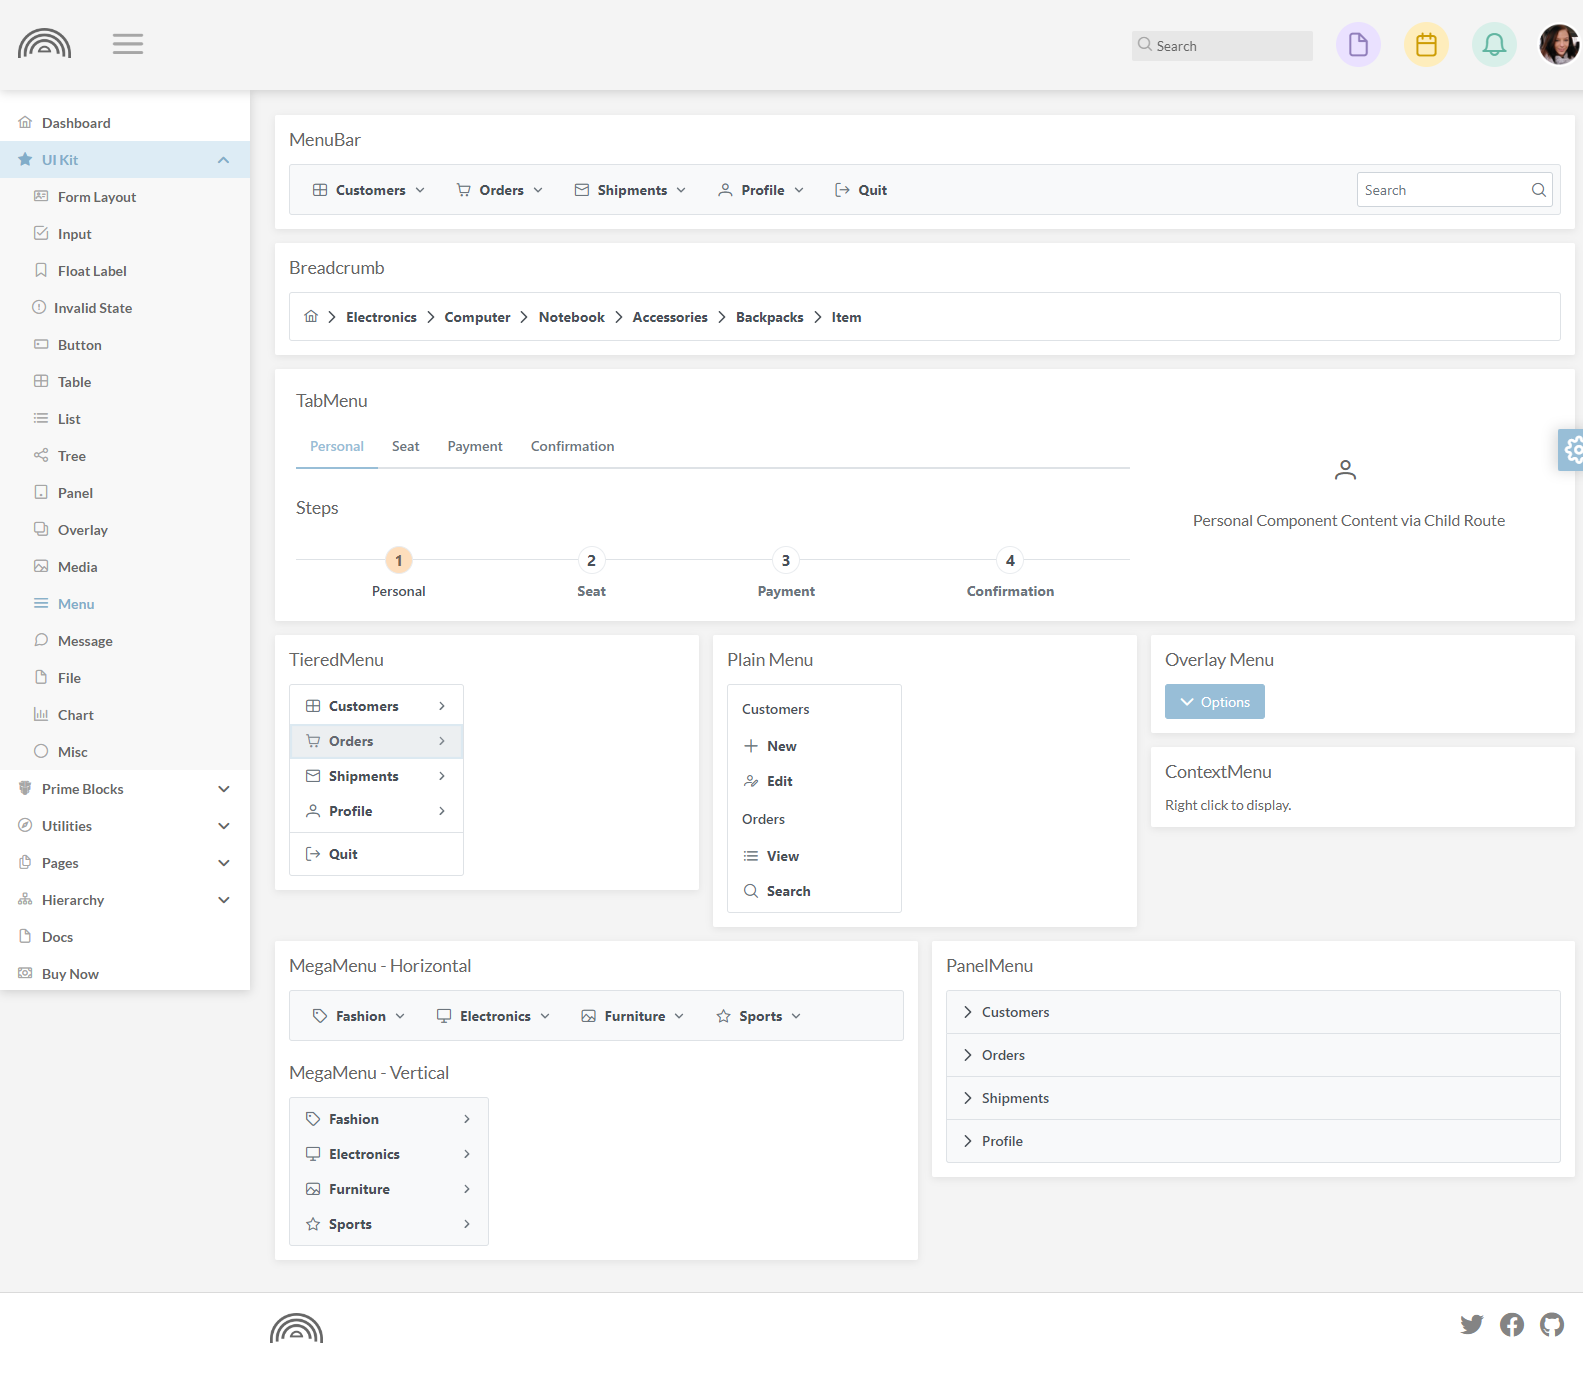 Search
Dashboard
UI Kit
Form Layout
Input
Float Label
Invalid State
Button
Table
List
Tree
Panel
Overlay
Media
Menu
Message
File
Chart
Misc
Prime Blocks
Utilities
Pages
Hierarchy
Docs
Buy Now
MenuBar
Customers Orders Shipments Profile Quit Search
Breadcrumb
Electronics Computer Notebook Accessories Backpacks Item
TabMenu
Personal Seat Payment Confirmation
Steps
1 2 3 4
Personal Seat Payment Confirmation
Personal Component Content via Child Route
TieredMenu
Customers
Orders
Shipments
Profile
Quit
Plain Menu
Customers
New
Edit
Orders
View
Search
Overlay Menu
Options
ContextMenu
Right click to display.
MegaMenu - Horizontal
Fashion Electronics Furniture Sports
MegaMenu - Vertical
Fashion
Electronics
Furniture
Sports
PanelMenu
Customers
Orders
Shipments
Profile